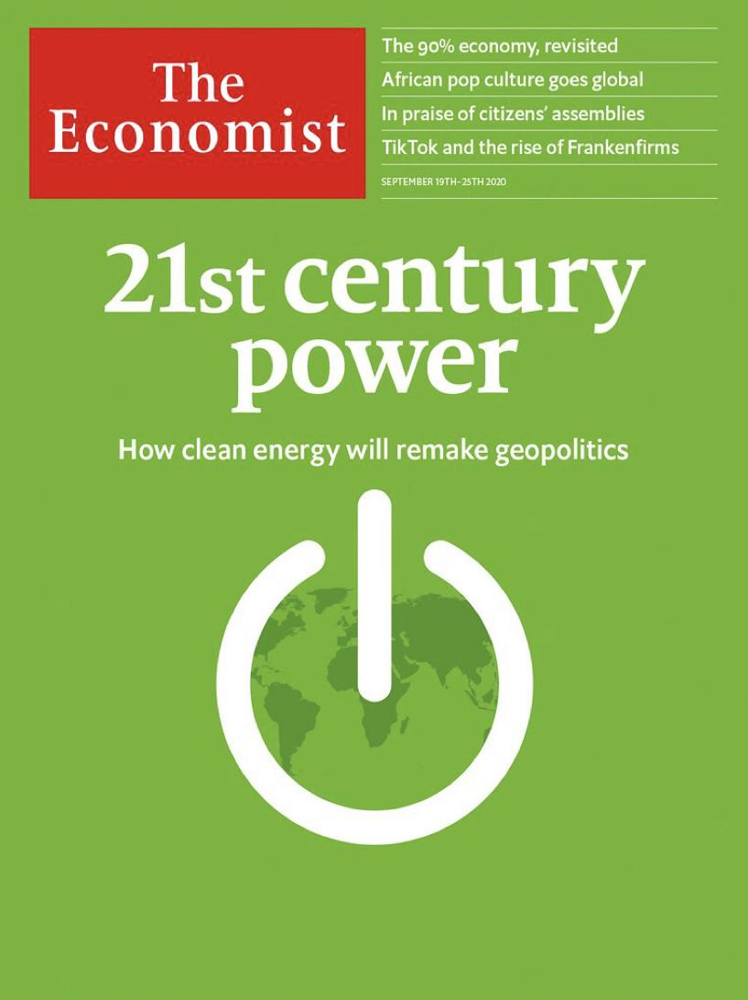 The
Economist
The 90% economy, revisited
African pop culture goes global
In praise of citizens’ assemblies
TikTok and the rise of Frankenfirms
SEPTEMBER 19TH–25TH 2020
21st century
power
How clean energy will remake geopolitics